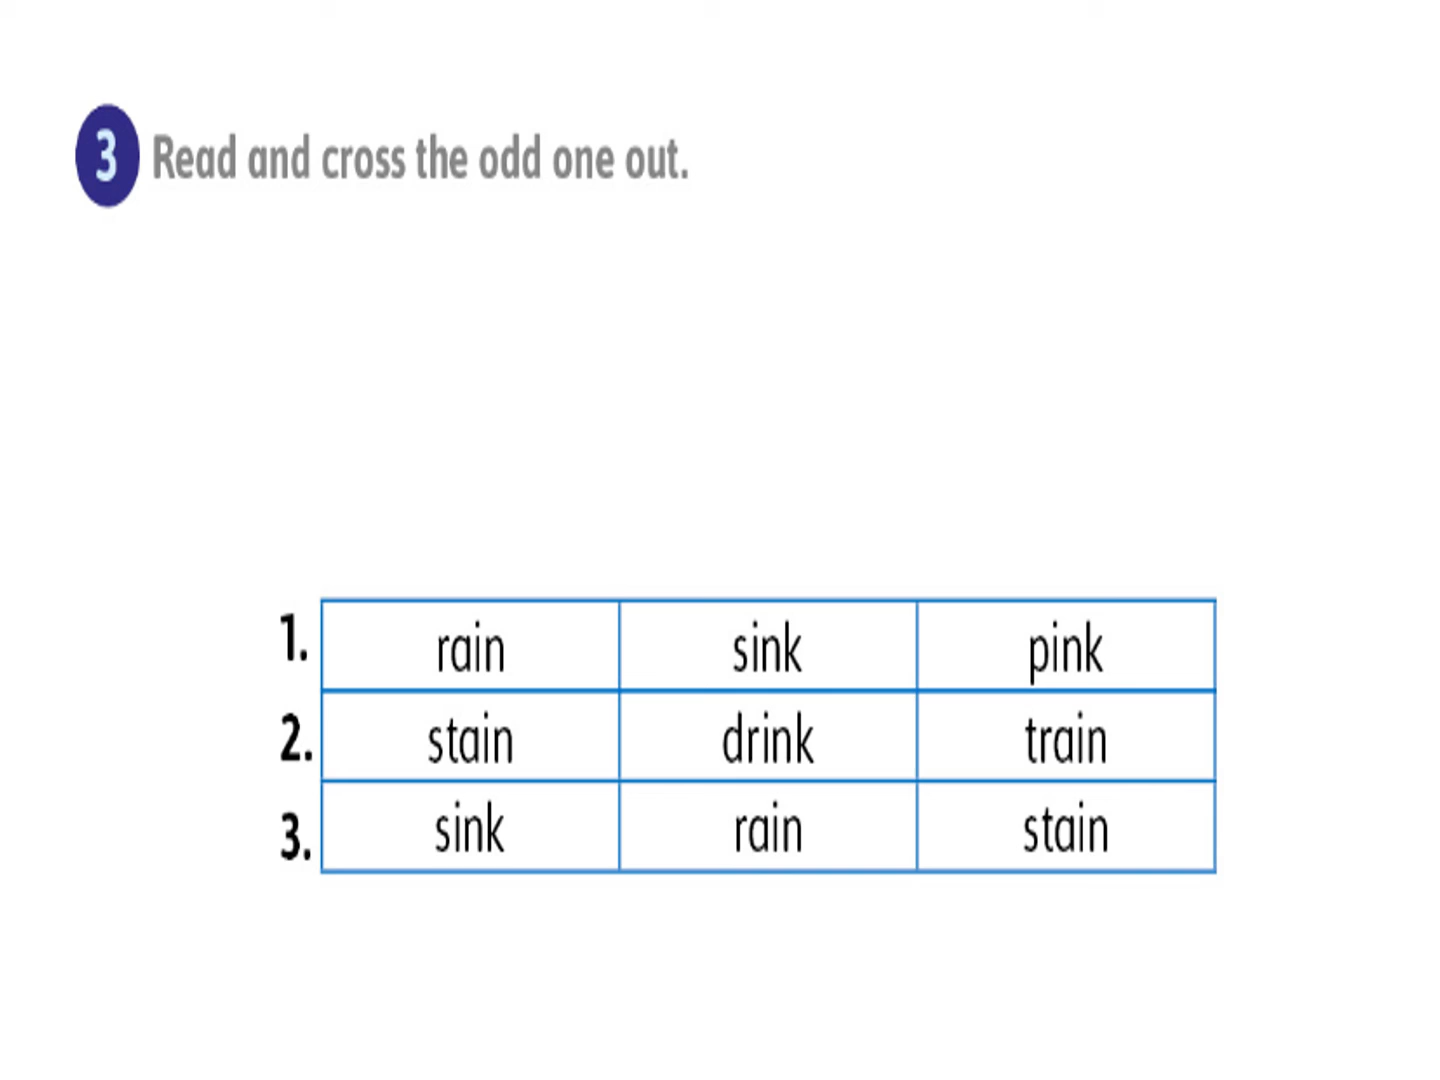 3 Read and cross the odd one out.
1. rain sink pink
2. stain drink train
3. sink rain stain